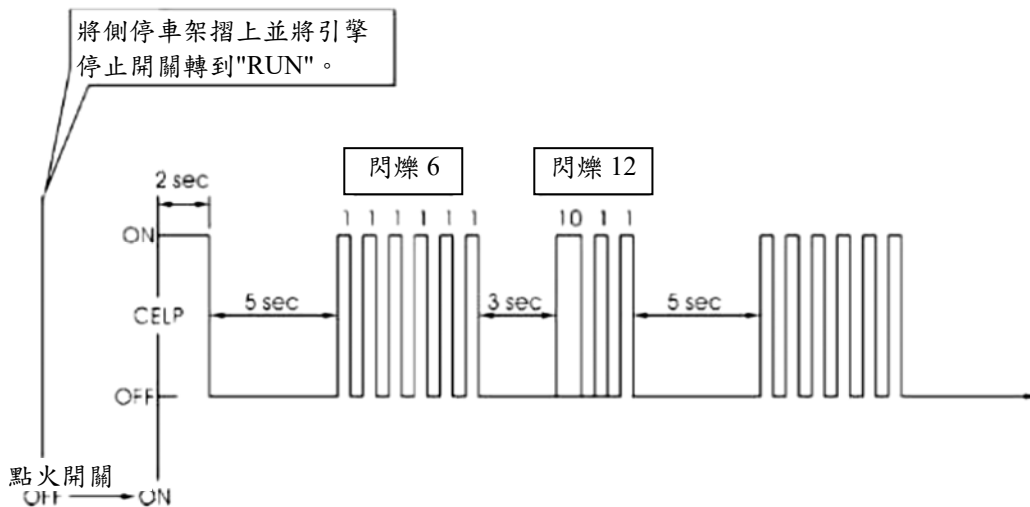 將側停車架摺上並將引擎
停止開關轉到"RUN"。
閃爍 6
閃爍 12
2 sec
1 1 1 1 1 1
10 1 1
ON
5 sec
3 sec
5 sec
CELP
OFF
點火開關
OFF
ON